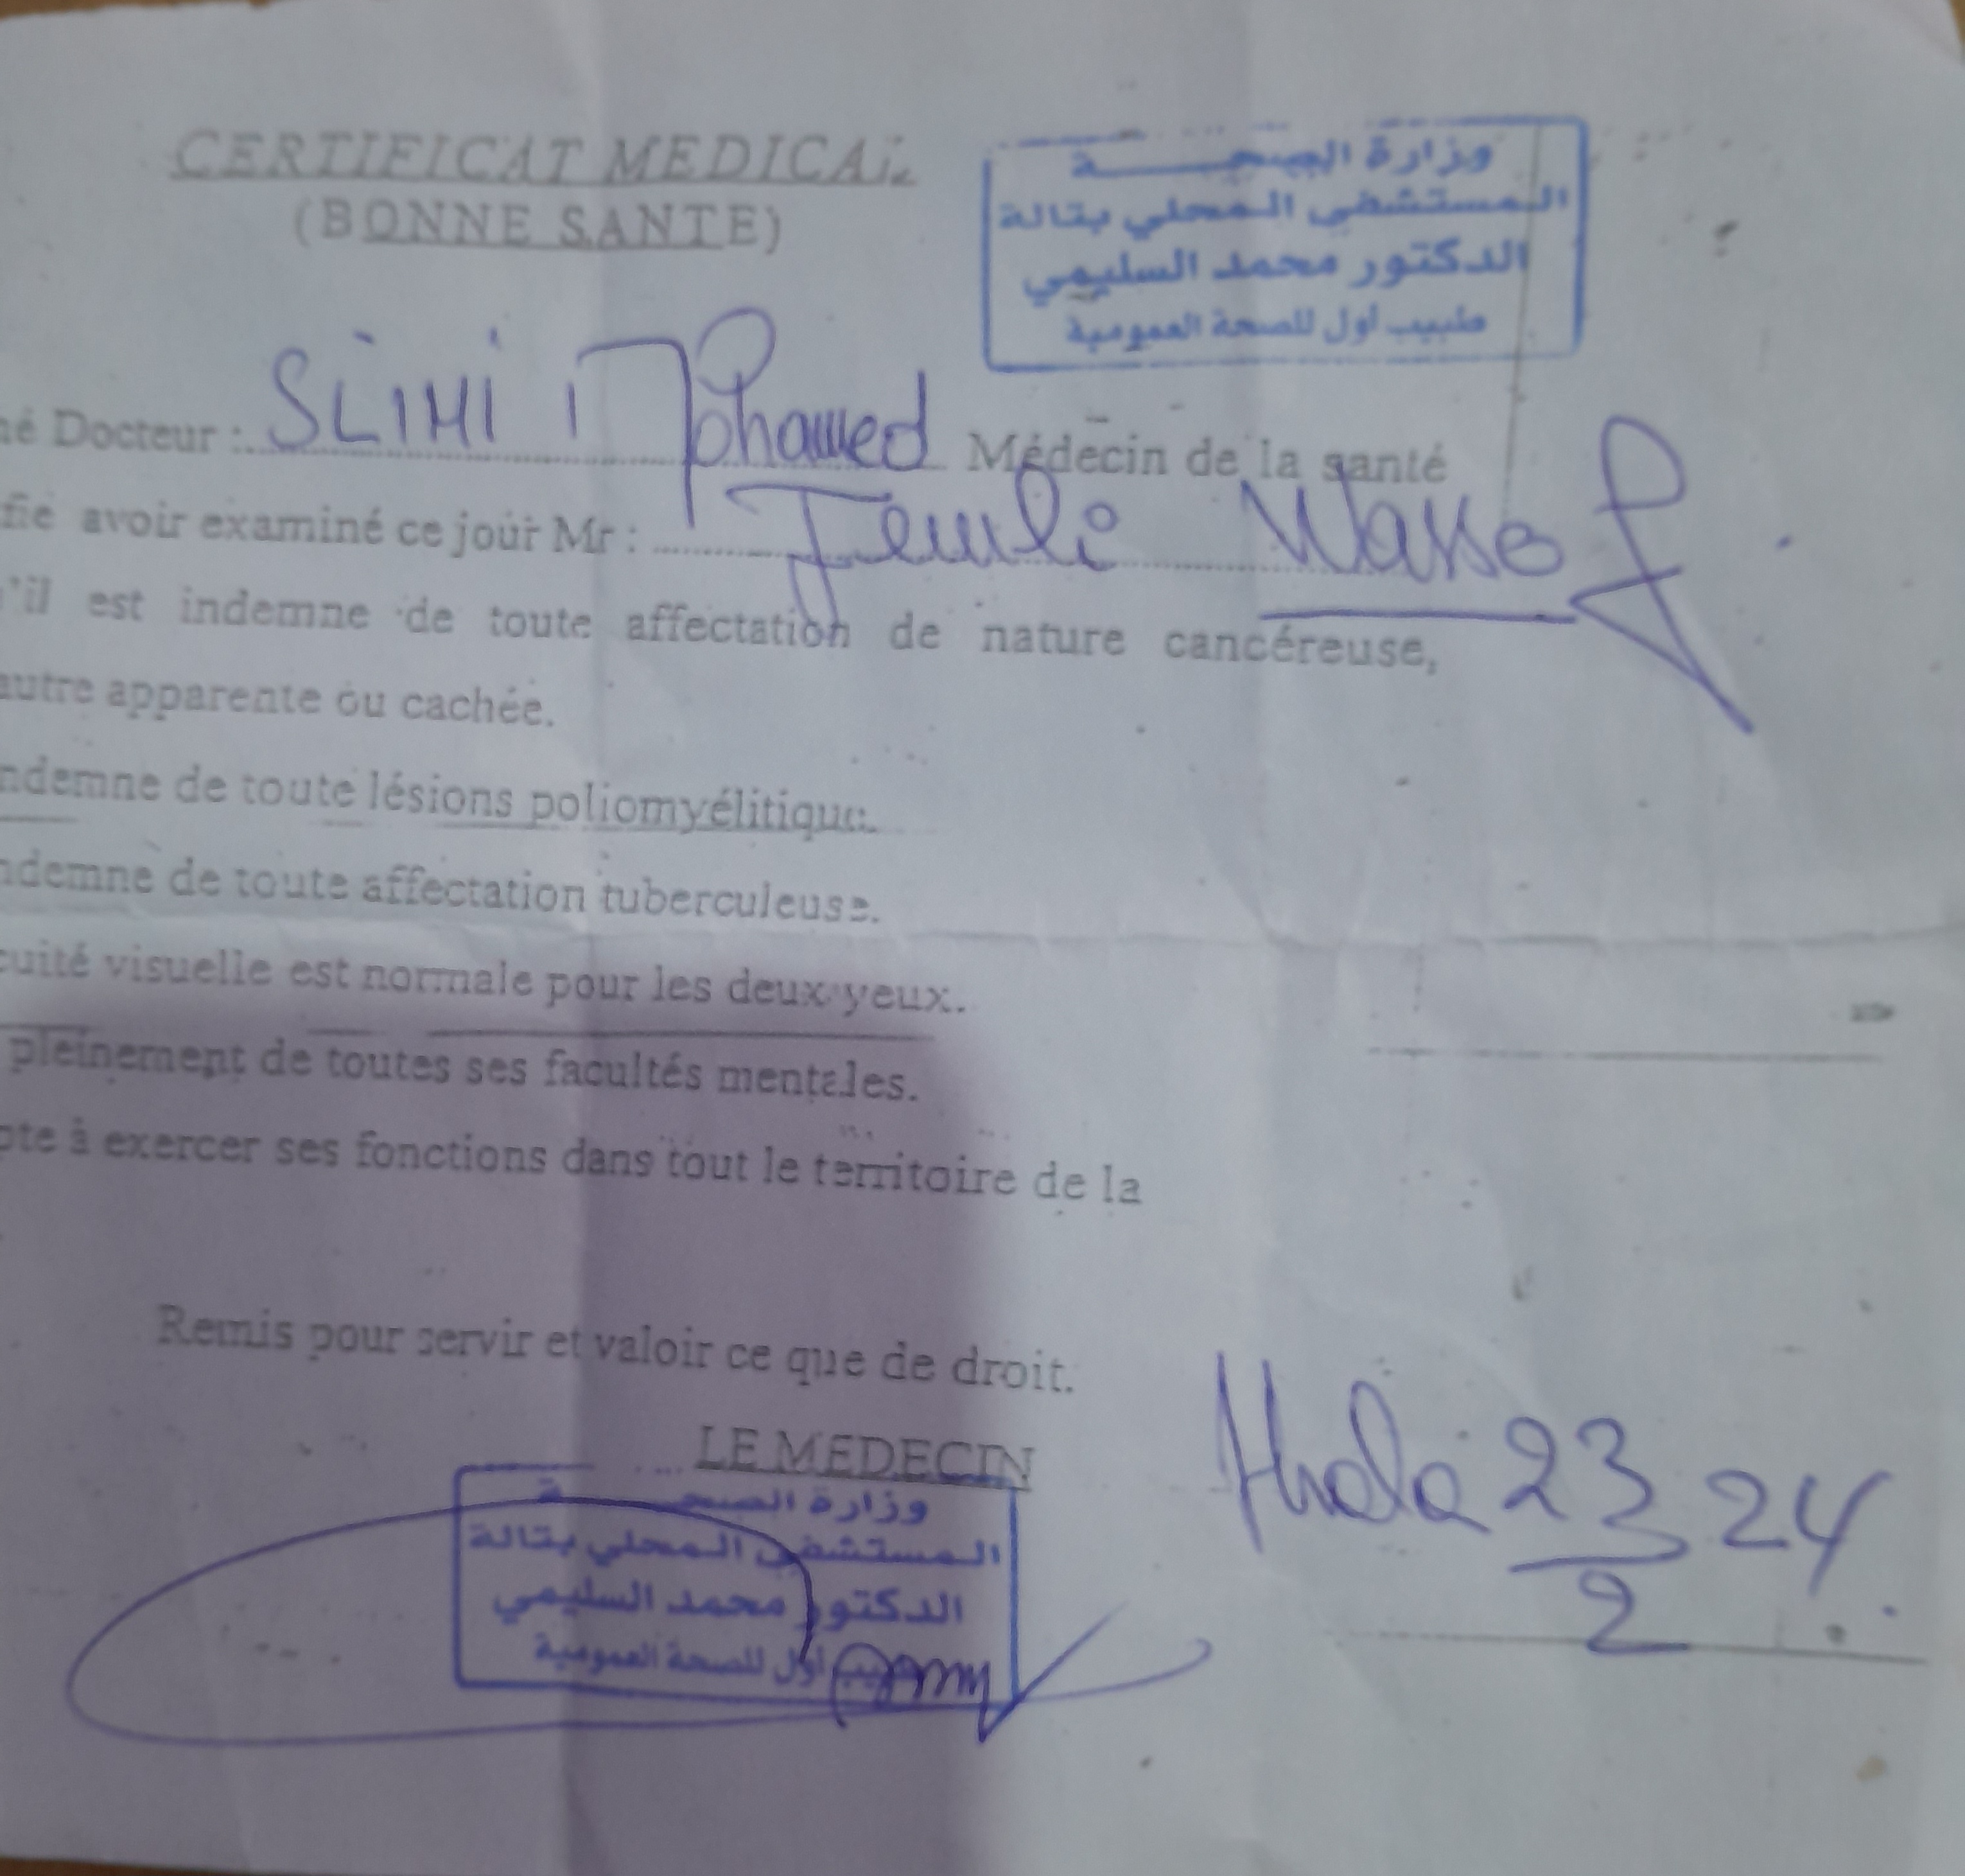 CERTIFICAT MEDICAL
(BONNE SANTE)
وزارة الصحة
المستشفى المحلي بتالة
الدكتور محمد السليمي
طبيب أول للصحة العمومية
né Docteur : SLIMI Mohamed Médecin de la santé
fie avoir examiné ce jour Mr : Jemli Wassef
'il est indemne de toute affectation de nature cancéreuse,
autre apparente ou cachée.
ndemne de toute lésions poliomyélitique.
ndemne de toute affectation tuberculeuse.
cuité visuelle est normale pour les deux yeux.
pleinement de toutes ses facultés mentales.
pte à exercer ses fonctions dans tout le territoire de la
Remis pour servir et valoir ce que de droit.
LE MEDECIN
Thala 23/2 24
وزارة الصحة
المستشفى المحلي بتالة
الدكتور محمد السليمي
طبيب أول للصحة العمومية